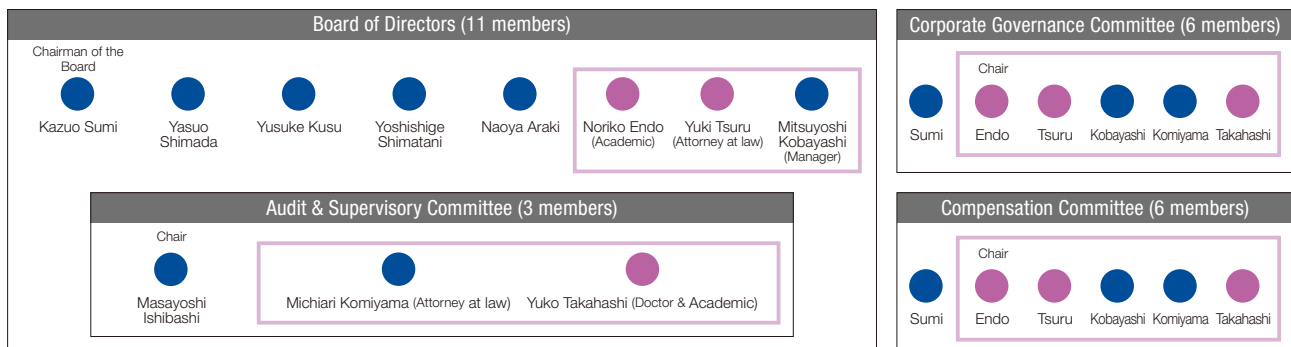 Board of Directors (11 members)
Chairman of the
Board
Kazuo Sumi
Yasuo
Shimada
Yusuke Kusu
Yoshishige
Shimatani
Naoya Araki
Noriko Endo
(Academic)
Yuki Tsuru
(Attorney at law)
Mitsuyoshi
Kobayashi
(Manager)
Audit & Supervisory Committee (3 members)
Chair
Masayoshi
Ishibashi
Michiari Komiyama (Attorney at law)
Yuko Takahashi (Doctor & Academic)
Corporate Governance Committee (6 members)
Chair
Sumi
Endo
Tsuru
Kobayashi
Komiyama
Takahashi
Compensation Committee (6 members)
Chair
Sumi
Endo
Tsuru
Kobayashi
Komiyama
Takahashi